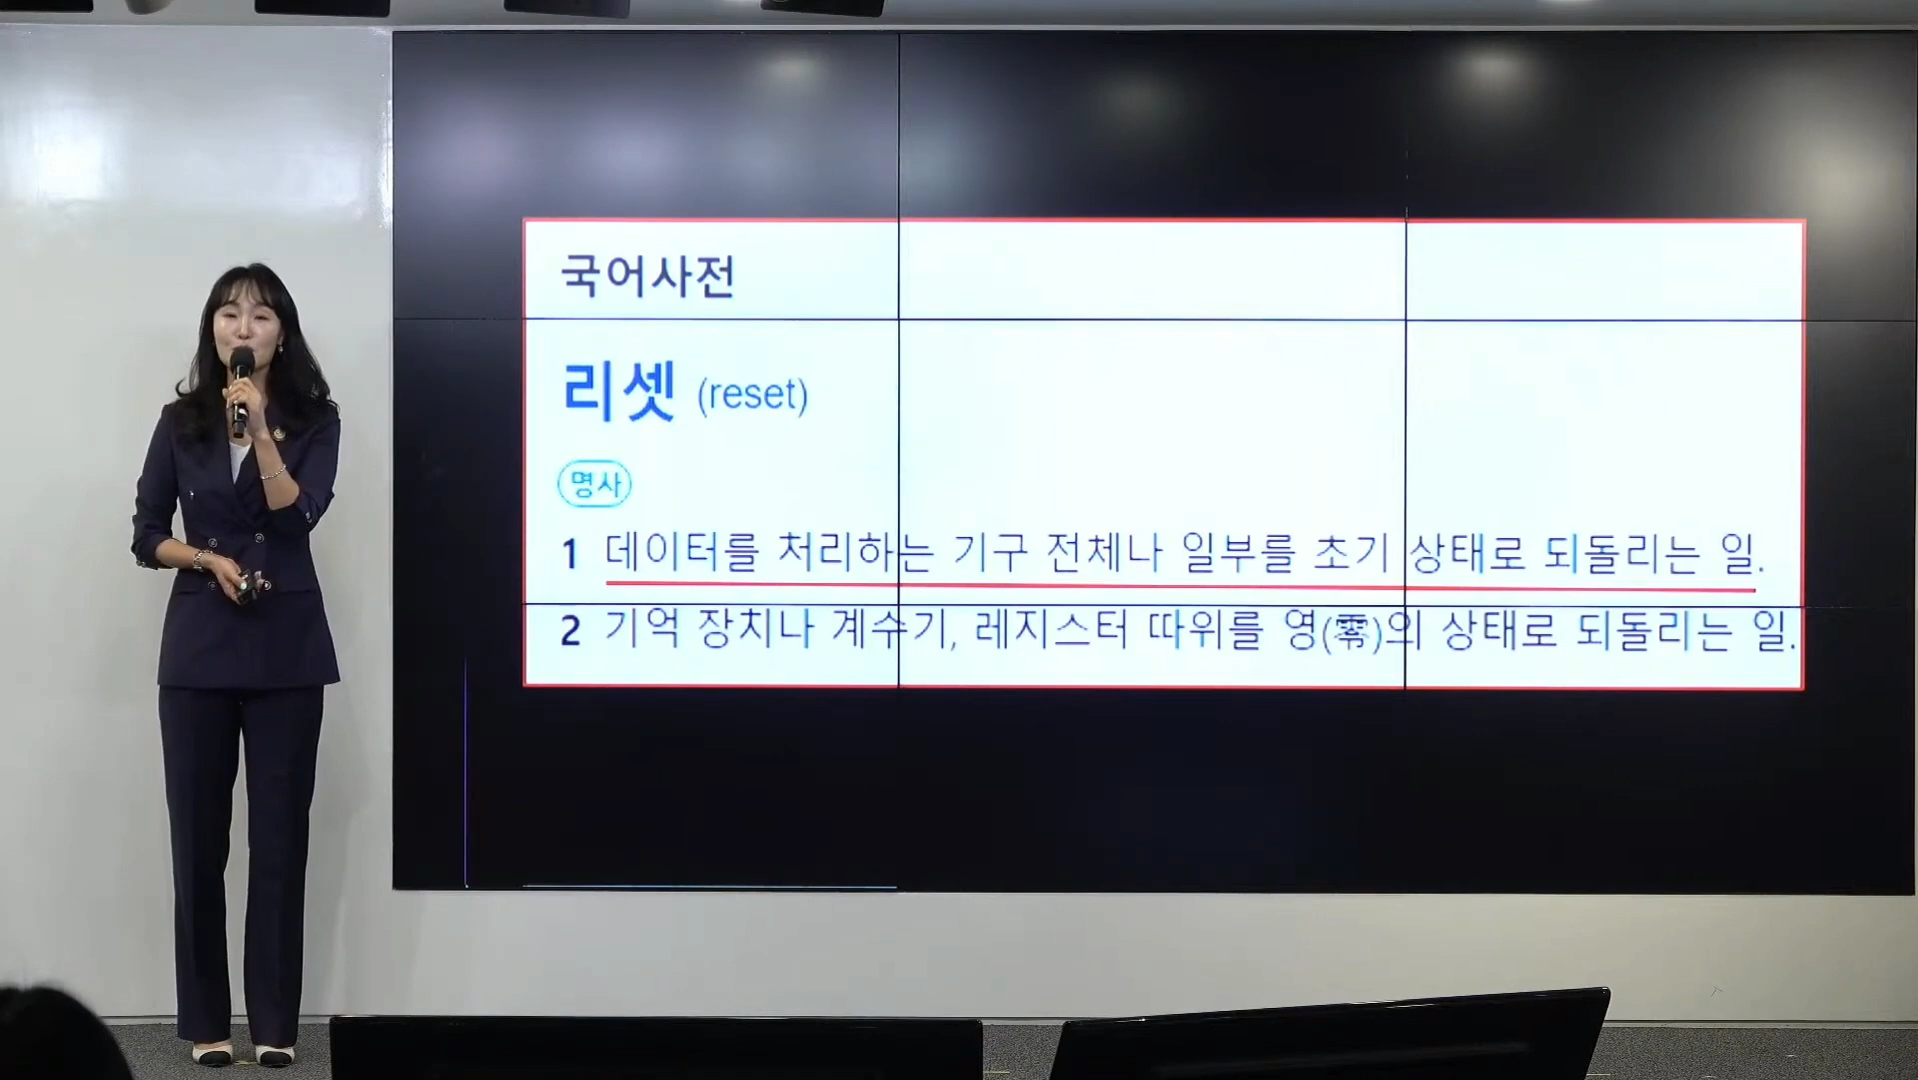 국어사전
리셋 (reset)
명사
1 데이터를 처리하는 기구 전체나 일부를 초기 상태로 되돌리는 일.
2 기억 장치나 계수기, 레지스터 따위를 영(零)의 상태로 되돌리는 일.